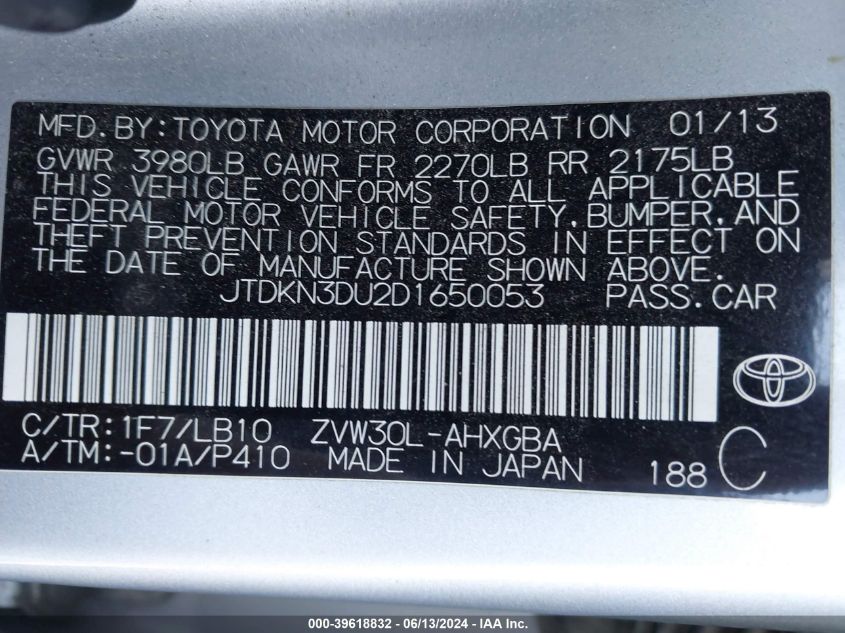 MFD. BY: TOYOTA MOTOR CORPORATION 01/13
GVWR 3980LB GAWR FR 2270LB RR 2175LB
THIS VEHICLE CONFORMS TO ALL APPLICABLE
FEDERAL MOTOR VEHICLE SAFETY, BUMPER, AND
THEFT PREVENTION STANDARDS IN EFFECT ON
THE DATE OF MANUFACTURE SHOWN ABOVE.
JTDKN3DU2D1650053 PASS. CAR
C/TR: 1F7/LB10 ZVW30L-AHXGBA
A/TM: -01A/P410 MADE IN JAPAN 188 C
000-39618832 - 06/13/2024 - IAA Inc.